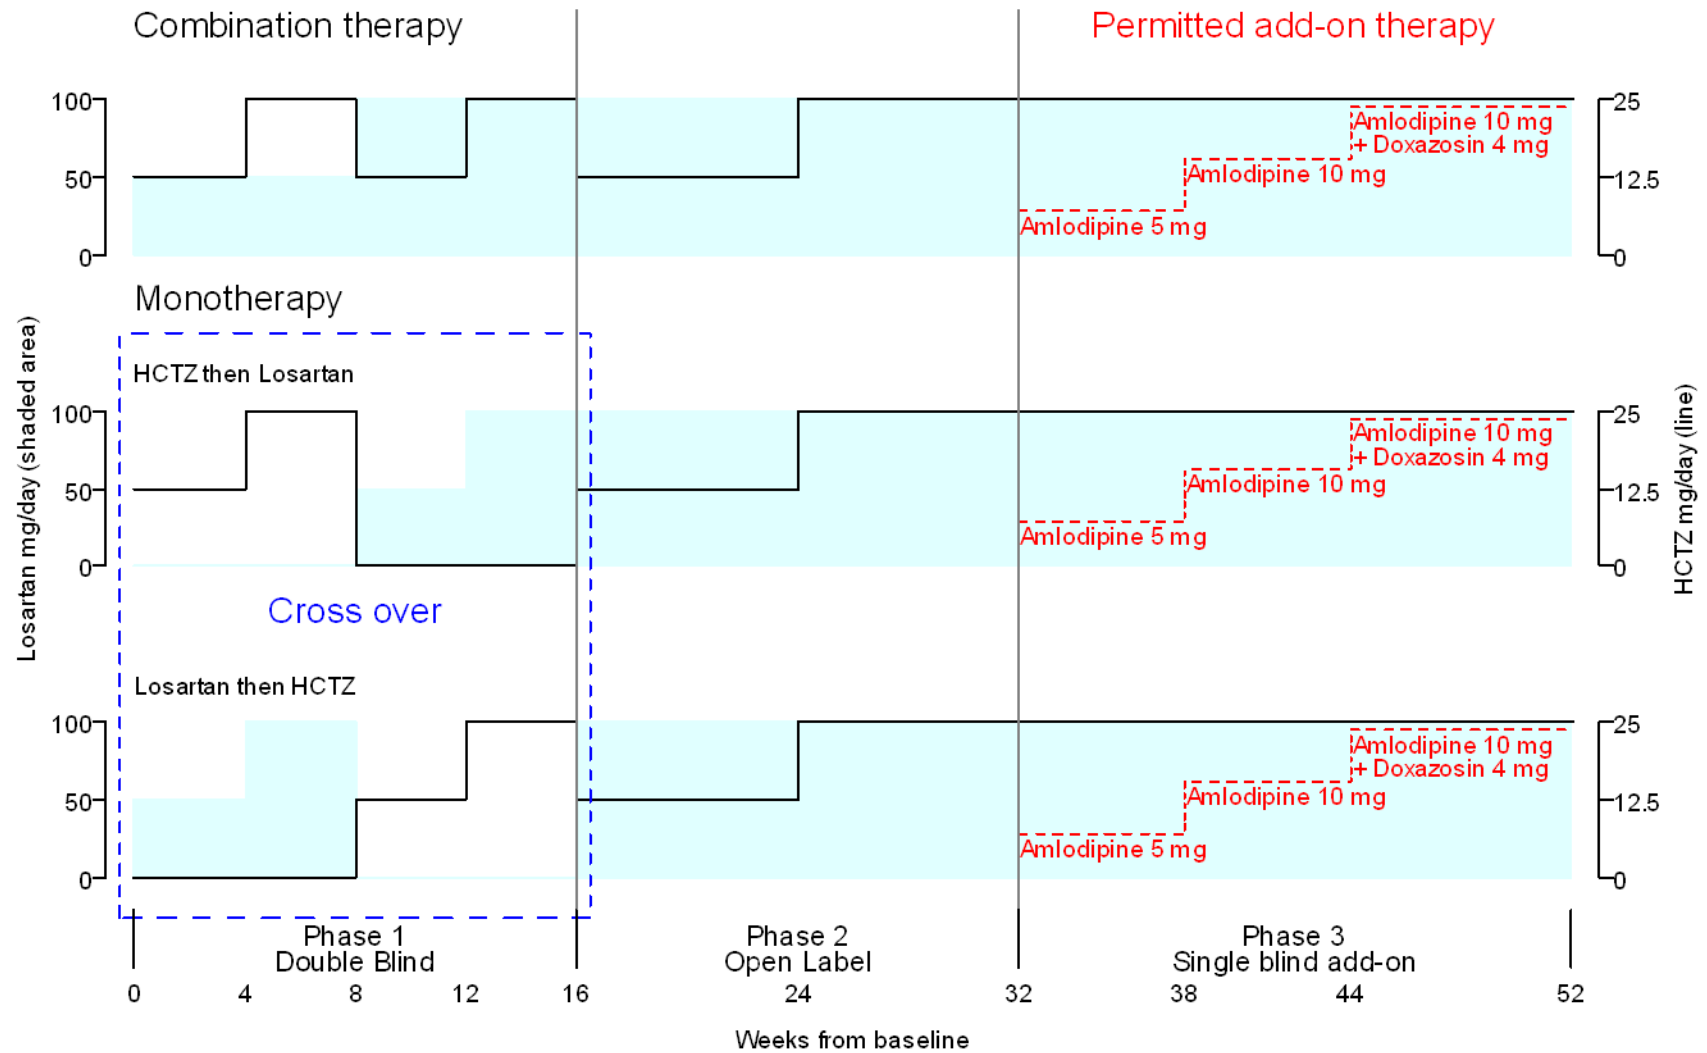 Combination therapy
Permitted add-on therapy
100
50
0
25
12.5
0
Amlodipine 10 mg
+ Doxazosin 4 mg
Amlodipine 10 mg
Amlodipine 5 mg
Monotherapy
HCTZ then Losartan
100
50
0
25
12.5
0
Amlodipine 10 mg
+ Doxazosin 4 mg
Amlodipine 10 mg
Amlodipine 5 mg
Losartan mg/day (shaded area)
HCTZ mg/day (line)
Cross over
Losartan then HCTZ
100
50
0
25
12.5
0
Amlodipine 10 mg
+ Doxazosin 4 mg
Amlodipine 10 mg
Amlodipine 5 mg
Phase 1
Double Blind
Phase 2
Open Label
Phase 3
Single blind add-on
0 4 8 12 16 24 32 38 44 52
Weeks from baseline